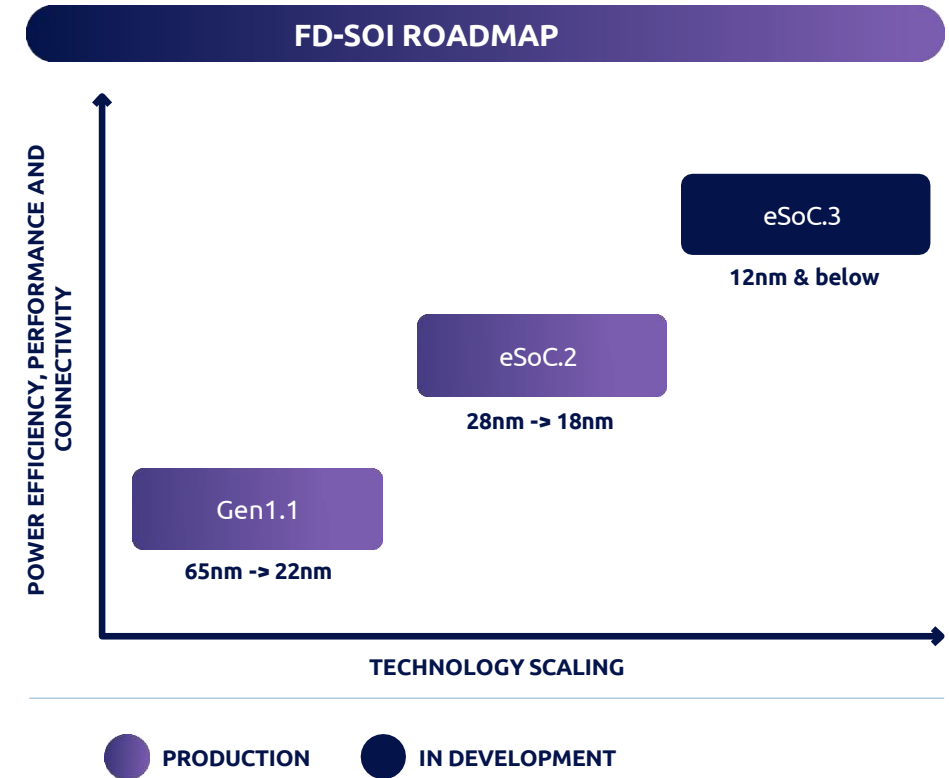 FD-SOI ROADMAP
POWER EFFICIENCY, PERFORMANCE AND
CONNECTIVITY
eSoC.3
12nm & below
eSoC.2
28nm -> 18nm
Gen1.1
65nm -> 22nm
TECHNOLOGY SCALING
PRODUCTION
IN DEVELOPMENT